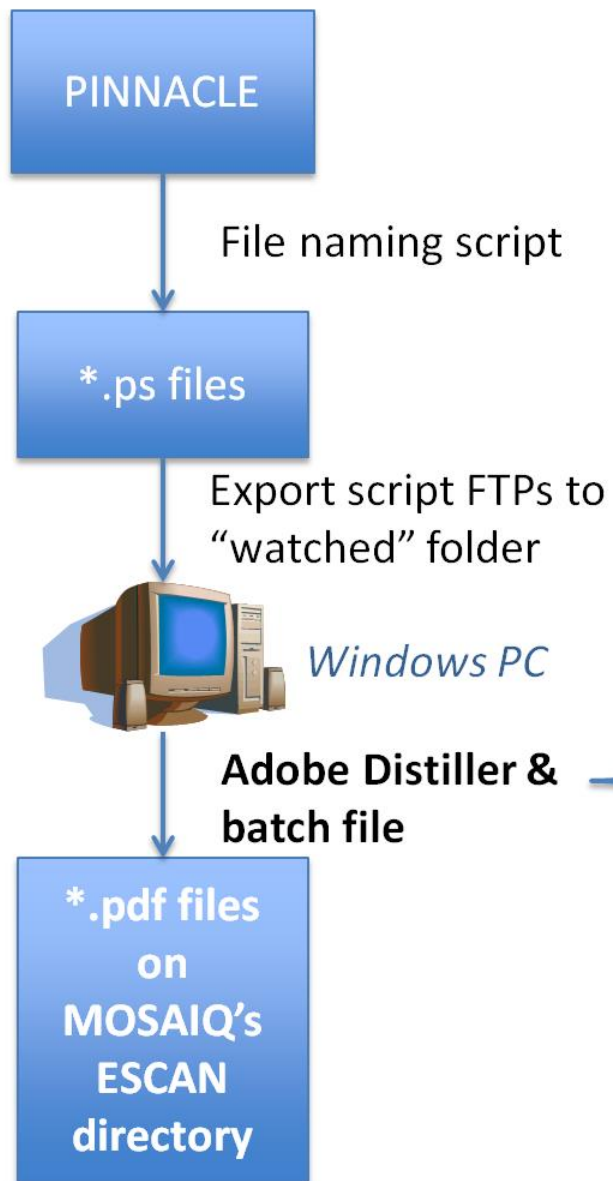 PINNACLE
File naming script
*.ps files
Export script FTPs to
“watched” folder
Windows PC
Adobe Distiller &
batch file
*.pdf files
on
MOSAIQ’s
ESCAN
directory